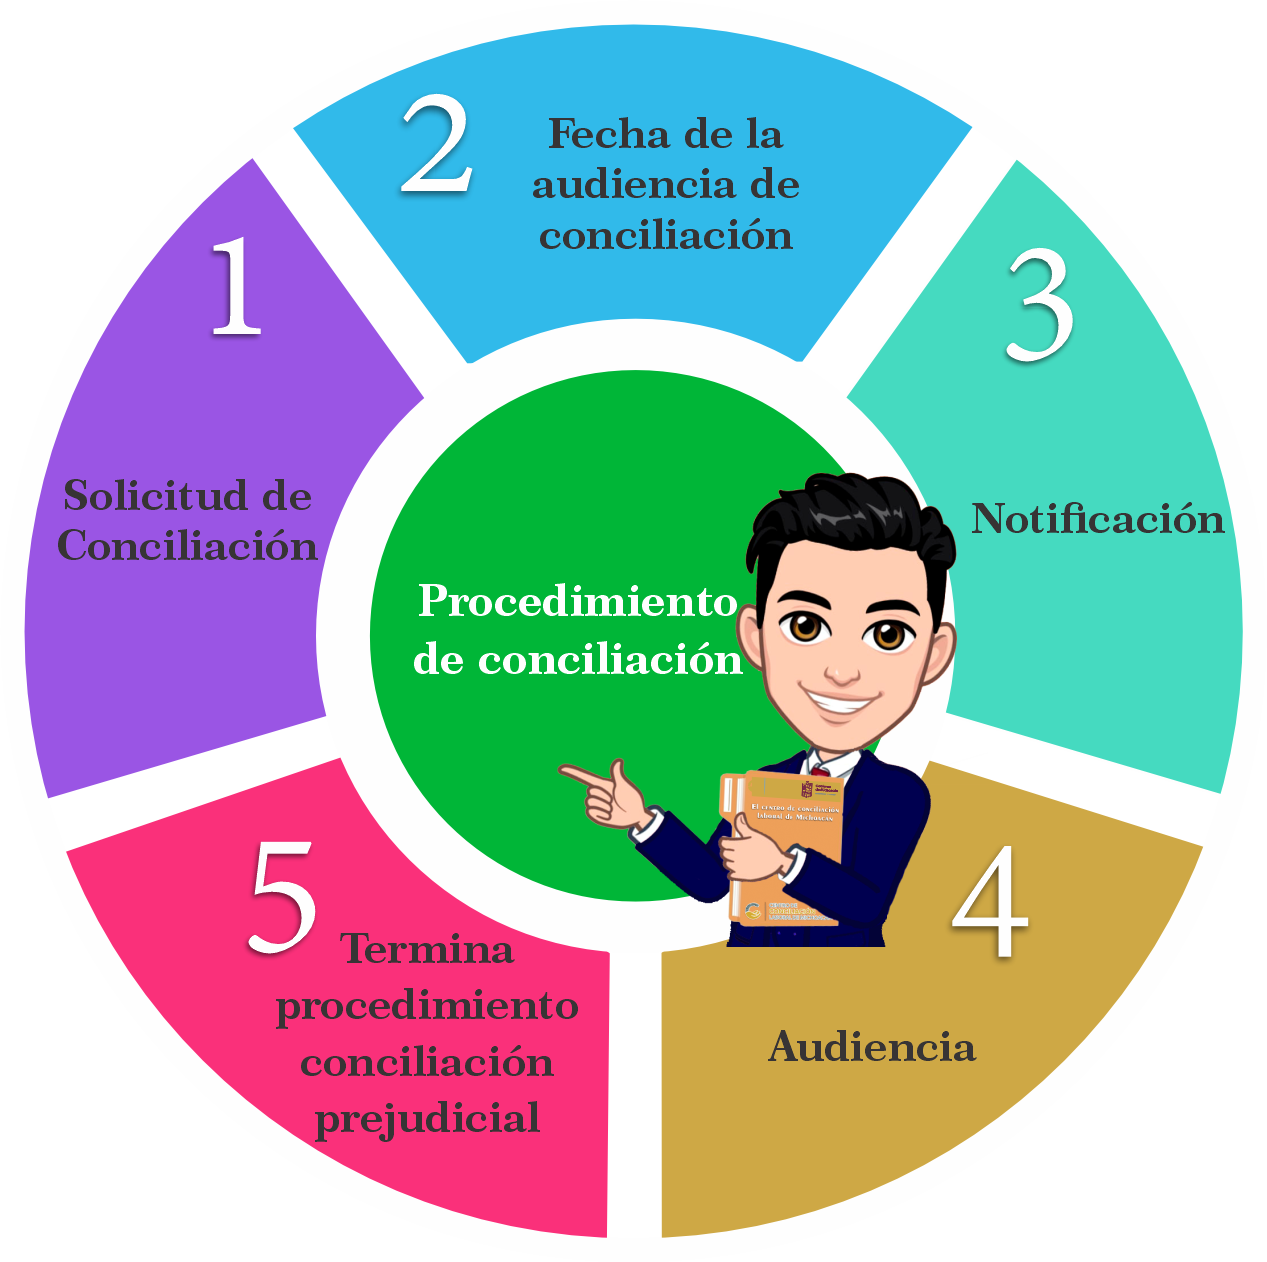 1
Solicitud de
Conciliación
2
Fecha de la
audiencia de
conciliación
3
Notificación
4
Audiencia
5
Termina
procedimiento
conciliación
prejudicial
Procedimiento
de conciliación
El centro de conciliación
laboral de Michoacán